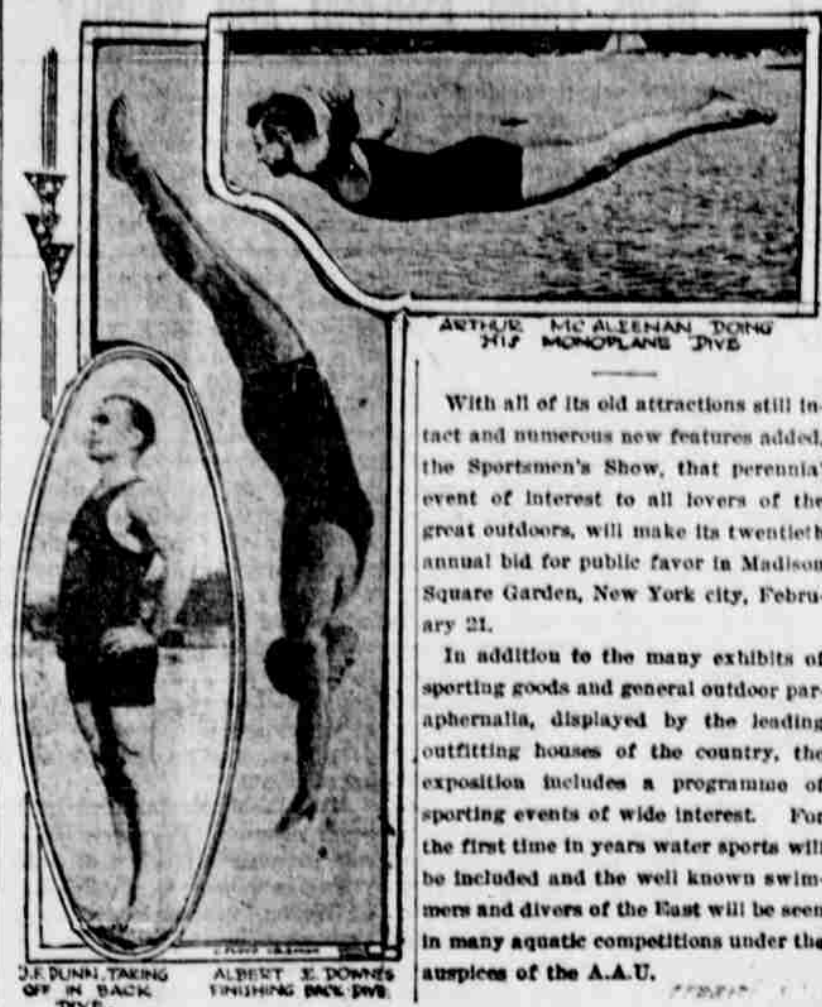 ARTHUR MCALEENAN DOING
HIS MONOPLANE DIVE
With all of its old attractions still in-
tact and numerous new features added,
the Sportsmen's Show, that perennia'
event of interest to all lovers of the
great outdoors, will make its twentieth
annual bid for public favor in Madison
Square Garden, New York city, Febru-
ary 21.
In addition to the many exhibits of
sporting goods and general outdoor par-
aphernalia, displayed by the leading
outfitting houses of the country, the
exposition includes a programme of
sporting events of wide interest. For
the first time in years water sports will
be included and the well known swim-
mers and divers of the East will be seen
in many aquatic competitions under the
auspices of the A.A.U.
J.F. DUNN, TAKING
OFF IN BACK
DIVE
ALBERT E DOWNES
FINISHING BACK DIVE